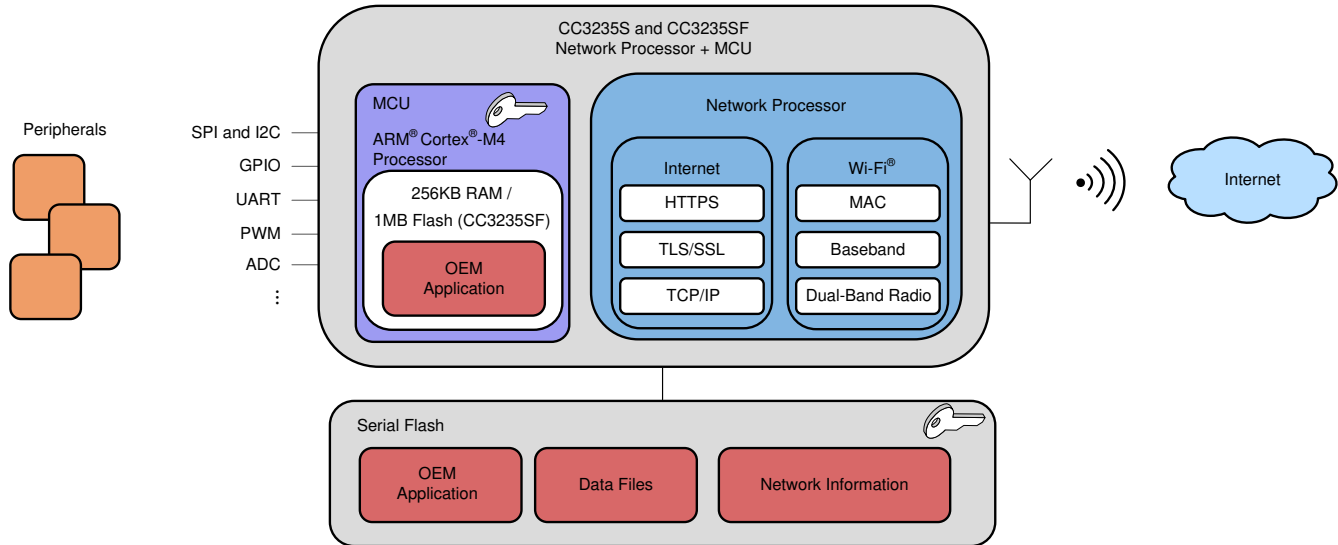 CC3235S and CC3235SF
Network Processor + MCU
Peripherals
SPI and I2C
GPIO
UART
PWM
ADC
⋮
MCU
ARM® Cortex®-M4
Processor
256KB RAM /
1MB Flash (CC3235SF)
OEM
Application
Network Processor
Internet
HTTPS
TLS/SSL
TCP/IP
Wi-Fi®
MAC
Baseband
Dual-Band Radio
Internet
Serial Flash
OEM
Application
Data Files
Network Information